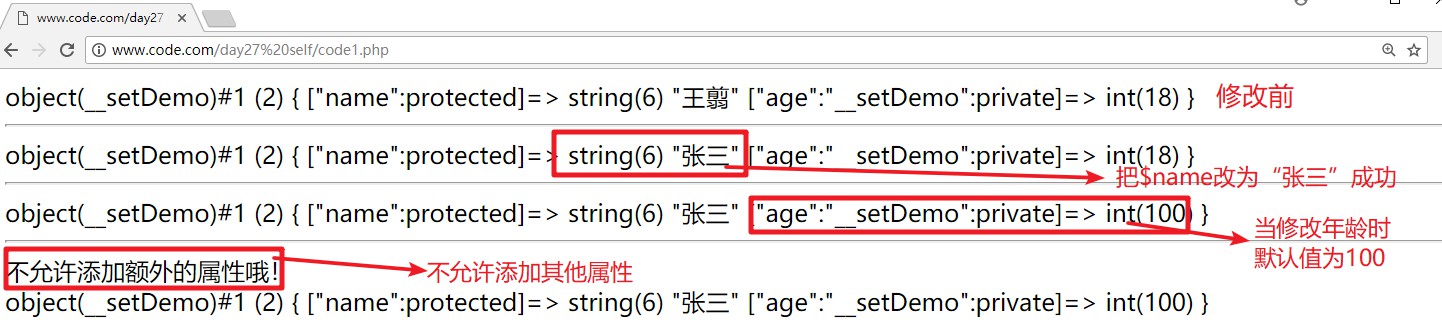 www.code.com/day27
www.code.com/day27%20self/code1.php
object(__setDemo)#1 (2) { ["name":protected]=> string(6) "王翦" ["age":"__setDemo":private]=> int(18) } 修改前
object(__setDemo)#1 (2) { ["name":protected]=> string(6) "张三" ["age":"__setDemo":private]=> int(18) }
把$name改为“张三”成功
object(__setDemo)#1 (2) { ["name":protected]=> string(6) "张三" ["age":"__setDemo":private]=> int(100) }
当修改年龄时
默认值为100
不允许添加额外的属性哦! 不允许添加其他属性
object(__setDemo)#1 (2) { ["name":protected]=> string(6) "张三" ["age":"__setDemo":private]=> int(100) }